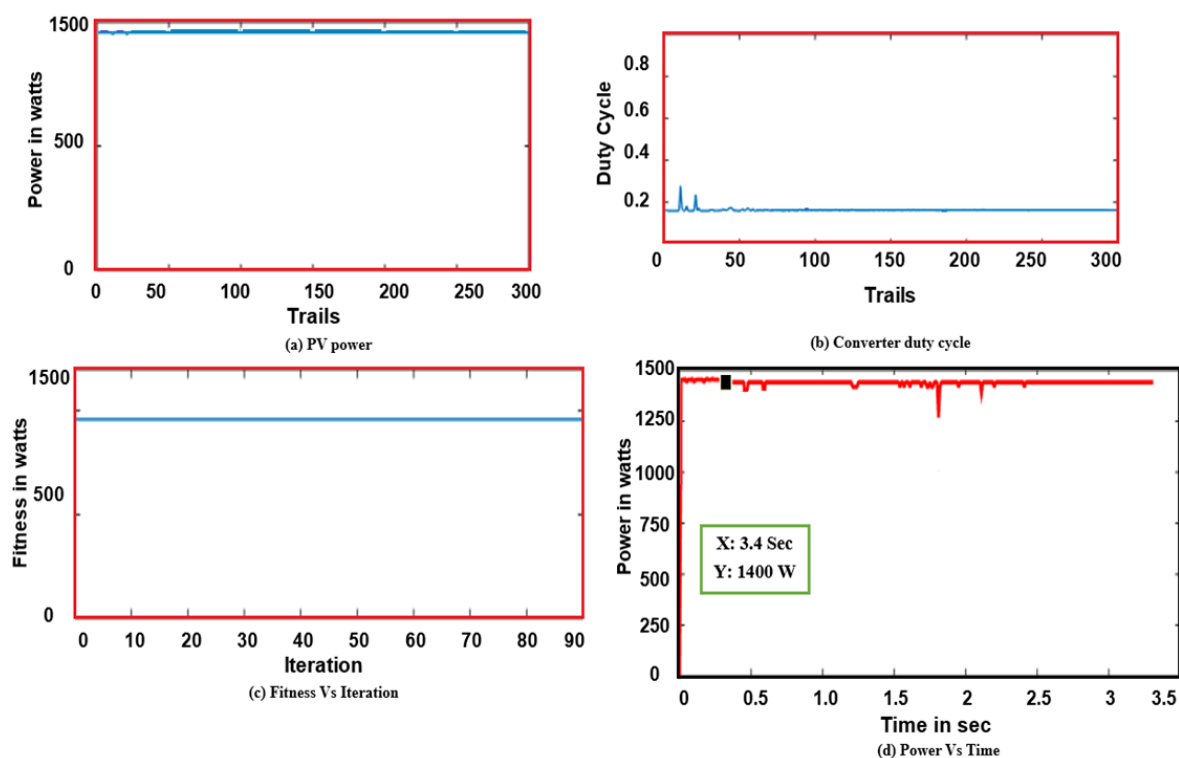 1500
500
0
Power in watts
0 50 100 150 200 250 300
Trails
(a) PV power
0.8
0.6
0.4
0.2
Duty Cycle
0 50 100 150 200 250 300
Trails
(b) Converter duty cycle
1500
500
0
Fitness in watts
0 10 20 30 40 50 60 70 80 90
Iteration
(c) Fitness Vs Iteration
1500
1250
1000
750
500
250
0
Power in watts
X: 3.4 Sec
Y: 1400 W
0 0.5 1.0 1.5 2 2.5 3 3.5
Time in sec
(d) Power Vs Time